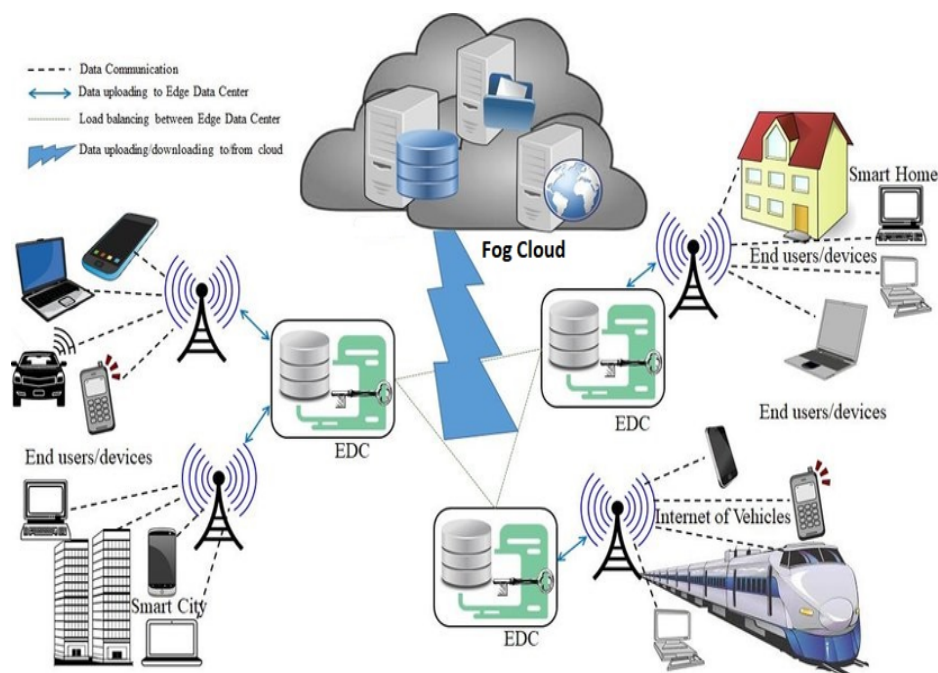 Data Communication
Data uploading to Edge Data Center
Load balancing between Edge Data Center
Data uploading/downloading to/from cloud
Fog Cloud
Smart Home
End users/devices
End users/devices
EDC
EDC
End users/devices
Smart City
Internet of Vehicles
EDC